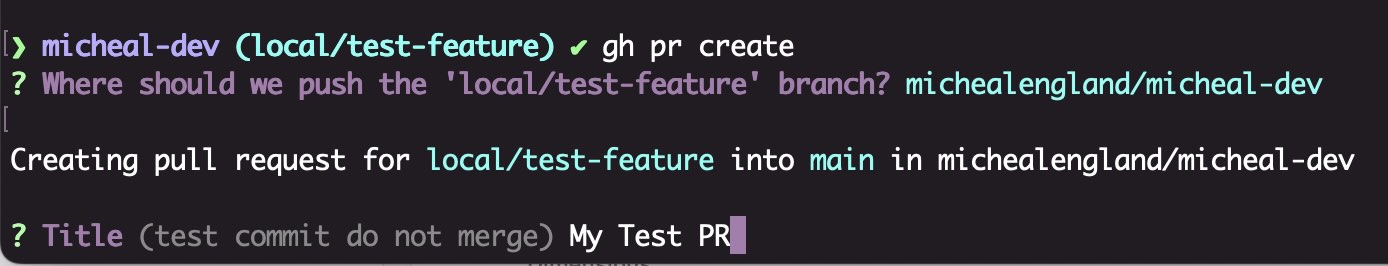 ❯ micheal-dev (local/test-feature) ✔ gh pr create
? Where should we push the 'local/test-feature' branch? michealengland/micheal-dev
Creating pull request for local/test-feature into main in michealengland/micheal-dev
? Title (test commit do not merge) My Test PR